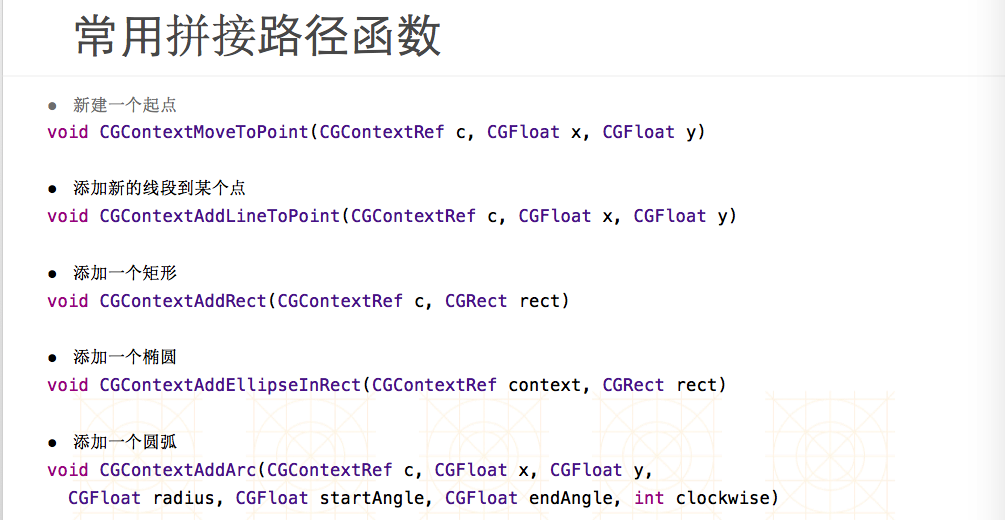 常用拼接路径函数
● 新建一个起点
void CGContextMoveToPoint(CGContextRef c, CGFloat x, CGFloat y)
● 添加新的线段到某个点
void CGContextAddLineToPoint(CGContextRef c, CGFloat x, CGFloat y)
● 添加一个矩形
void CGContextAddRect(CGContextRef c, CGRect rect)
● 添加一个椭圆
void CGContextAddEllipseInRect(CGContextRef context, CGRect rect)
● 添加一个圆弧
void CGContextAddArc(CGContextRef c, CGFloat x, CGFloat y,
CGFloat radius, CGFloat startAngle, CGFloat endAngle, int clockwise)